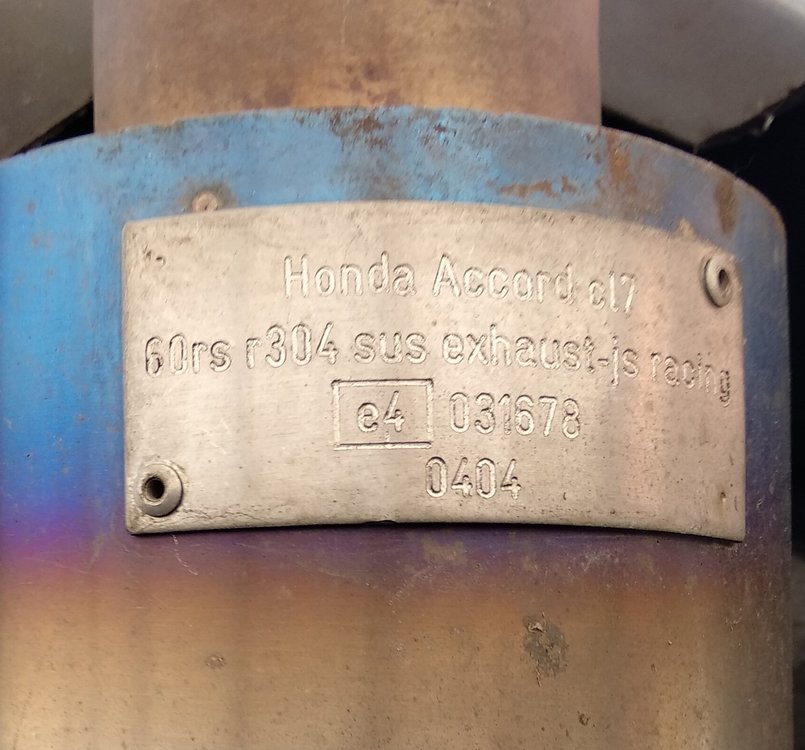 Honda Accord cl7
60rs r304 sus exhaust-js racing
e4 031678
0404